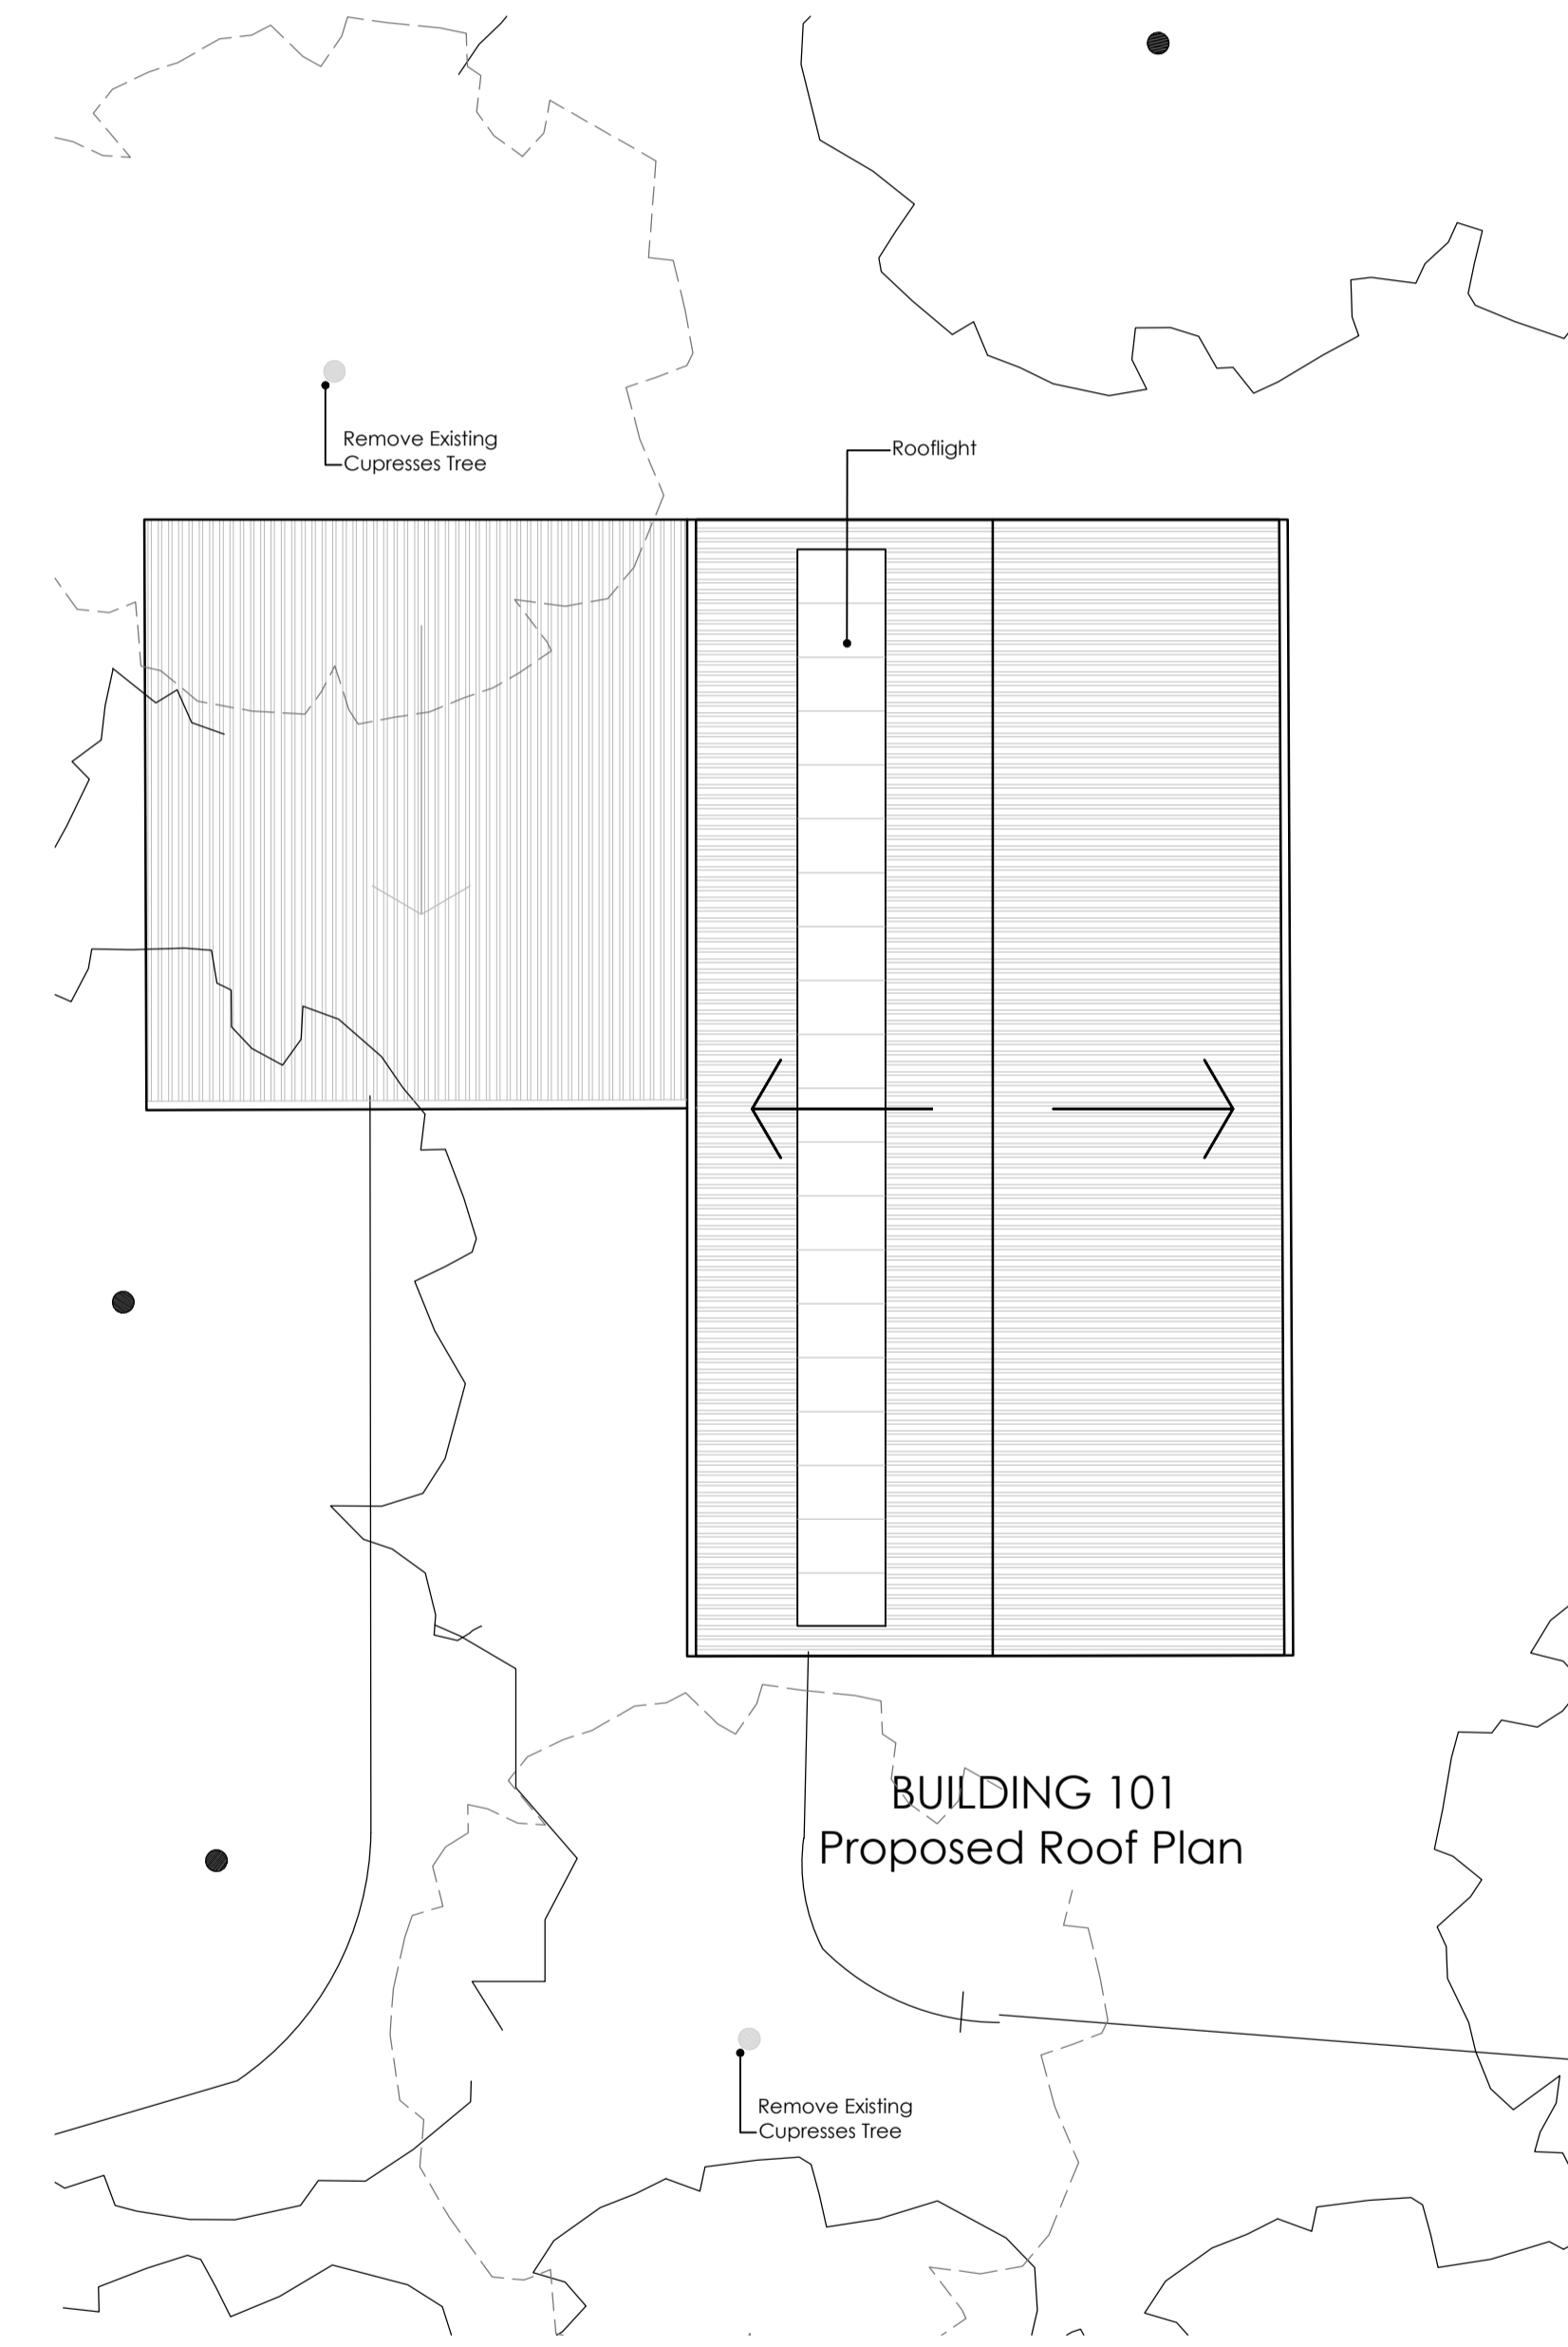 Remove Existing
Cupresses Tree
Rooflight
BUILDING 101
Proposed Roof Plan
Remove Existing
Cupresses Tree